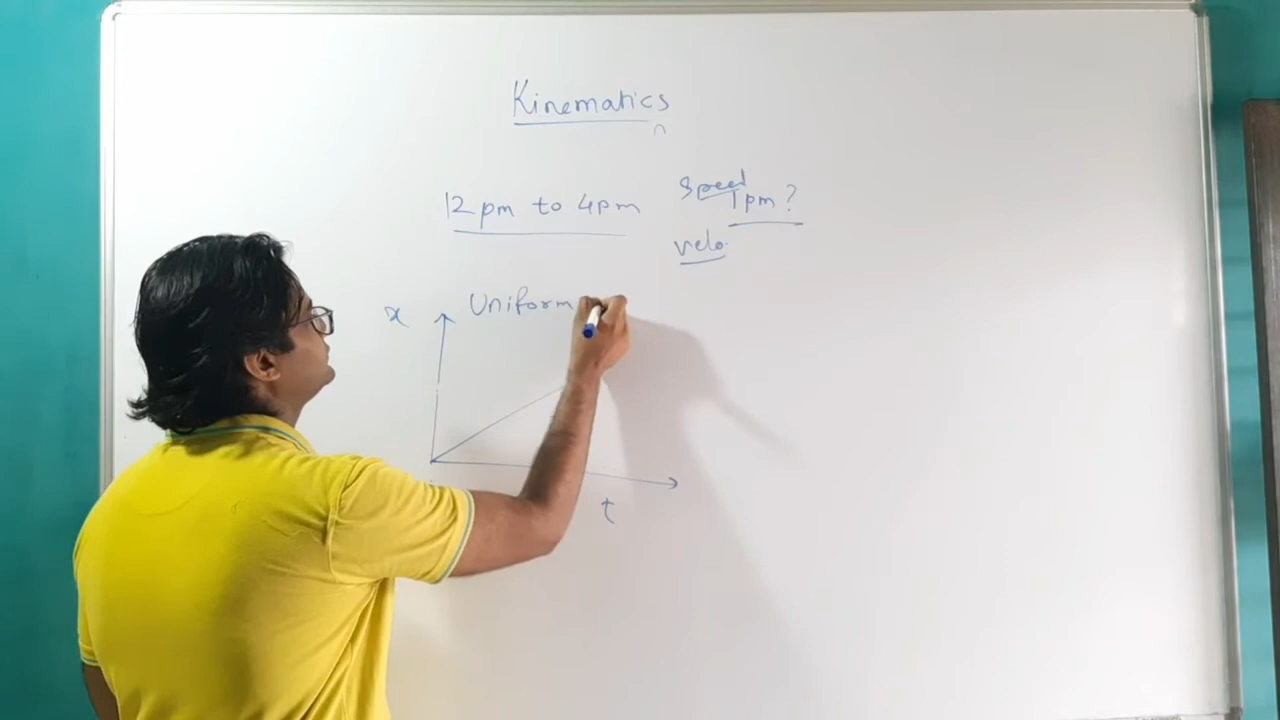 Kinematics
12 pm to 4pm
speed
1pm?
velo.
x
Uniform
t